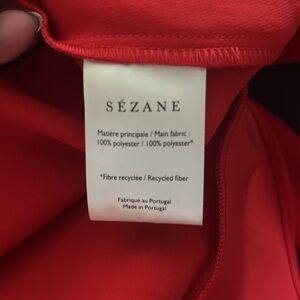 SÉZANE
Matière principale / Main fabric :
100% polyester / 100% polyester*
*Fibre recyclée / Recycled fiber
Fabriqué au Portugal
Made in Portugal